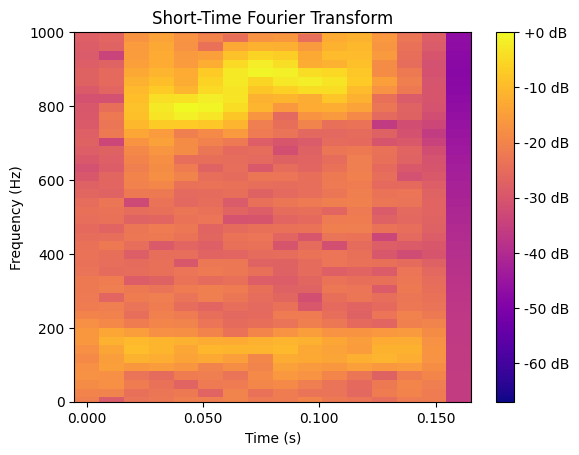 Short-Time Fourier Transform
1000
800
600
400
200
0
Frequency (Hz)
0.000
0.050
0.100
0.150
Time (s)
+0 dB
-10 dB
-20 dB
-30 dB
-40 dB
-50 dB
-60 dB